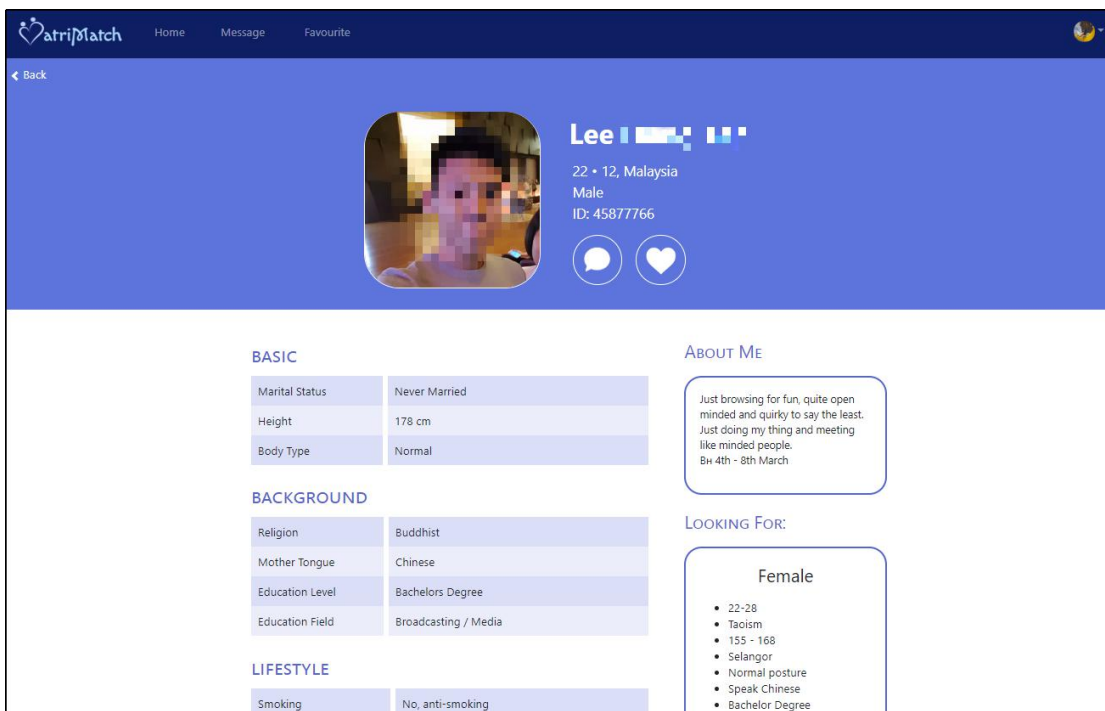 MatriMatch
Home Message Favourite
Back
Lee
22 • 12, Malaysia
Male
ID: 45877766
BASIC
Marital Status Never Married
Height 178 cm
Body Type Normal
BACKGROUND
Religion Buddhist
Mother Tongue Chinese
Education Level Bachelors Degree
Education Field Broadcasting / Media
LIFESTYLE
Smoking No, anti-smoking
About Me
Just browsing for fun, quite open
minded and quirky to say the least.
Just doing my thing and meeting
like minded people.
Вн 4th - 8th March
Looking For:
Female
• 22-28
• Taoism
• 155 - 168
• Selangor
• Normal posture
• Speak Chinese
• Bachelor Degree